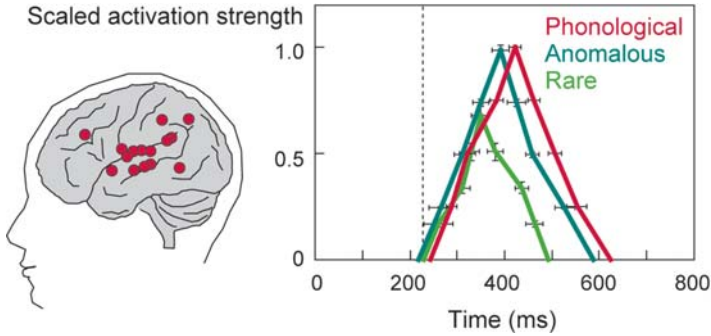 Scaled activation strength
Phonological
Anomalous
Rare
1.0
0.5
0
0 200 400 600 800
Time (ms)